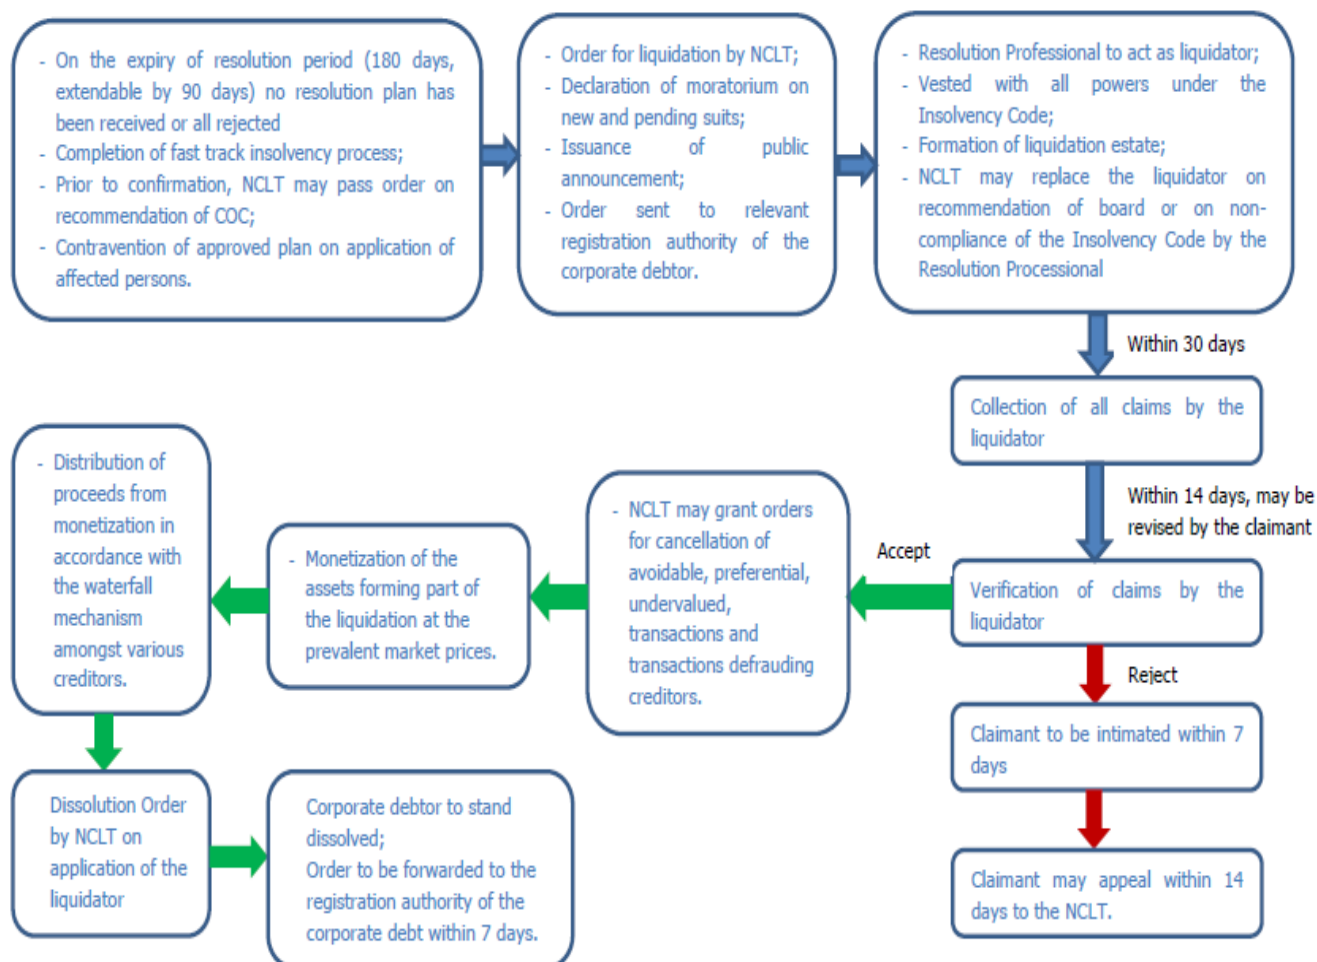 - On the expiry of resolution period (180 days,
extendable by 90 days) no resolution plan has
been received or all rejected
- Completion of fast track insolvency process;
- Prior to confirmation, NCLT may pass order on
recommendation of COC;
- Contravention of approved plan on application of
affected persons.
- Order for liquidation by NCLT;
- Declaration of moratorium on
new and pending suits;
- Issuance of public
announcement;
- Order sent to relevant
registration authority of the
corporate debtor.
- Resolution Professional to act as liquidator;
- Vested with all powers under the
Insolvency Code;
- Formation of liquidation estate;
- NCLT may replace the liquidator on
recommendation of board or on non-
compliance of the Insolvency Code by the
Resolution Processional
Within 30 days
Collection of all claims by the
liquidator
Within 14 days, may be
revised by the claimant
Verification of claims by the
liquidator
Accept
Reject
Claimant to be intimated within 7
days
Claimant may appeal within 14
days to the NCLT.
- NCLT may grant orders
for cancellation of
avoidable, preferential,
undervalued,
transactions and
transactions defrauding
creditors.
- Monetization of the
assets forming part of
the liquidation at the
prevalent market prices.
- Distribution of
proceeds from
monetization in
accordance with
the waterfall
mechanism
amongst various
creditors.
Dissolution Order
by NCLT on
application of the
liquidator
Corporate debtor to stand
dissolved;
Order to be forwarded to the
registration authority of the
corporate debt within 7 days.